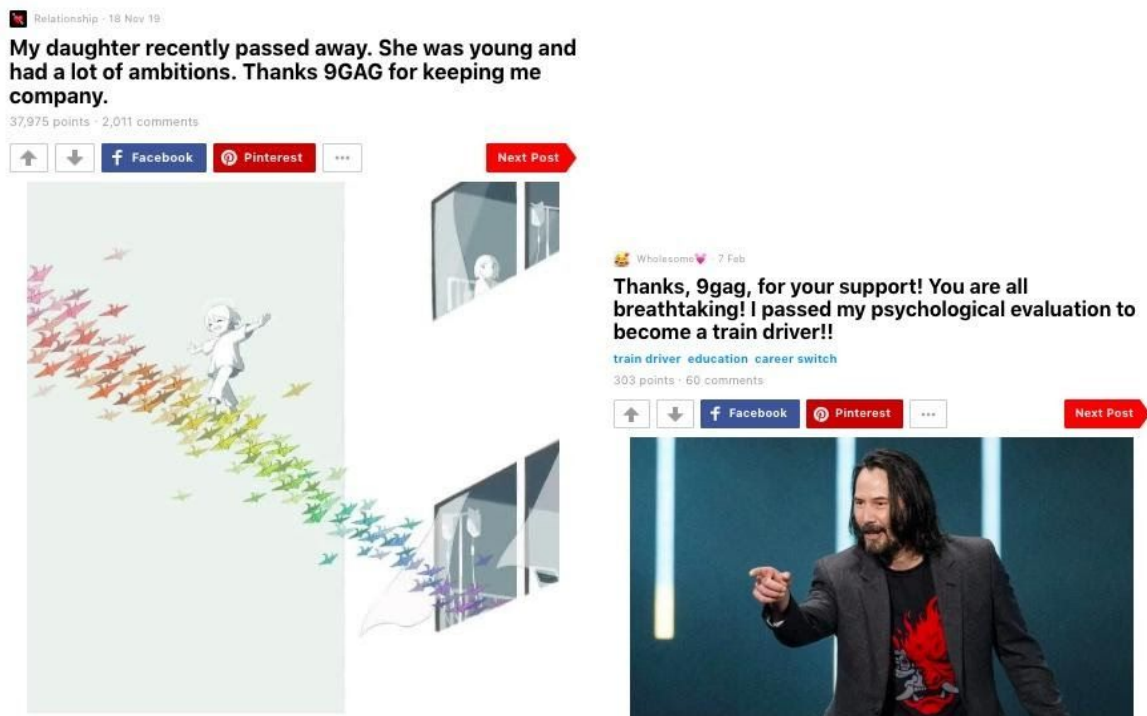 Relationship · 18 Nov 19
My daughter recently passed away. She was young and
had a lot of ambitions. Thanks 9GAG for keeping me
company.
37,975 points · 2,011 comments
Facebook
Pinterest
Next Post
Wholesome · 7 Feb
Thanks, 9gag, for your support! You are all
breathtaking! I passed my psychological evaluation to
become a train driver!!
train driver education career switch
303 points · 60 comments
Facebook
Pinterest
Next Post